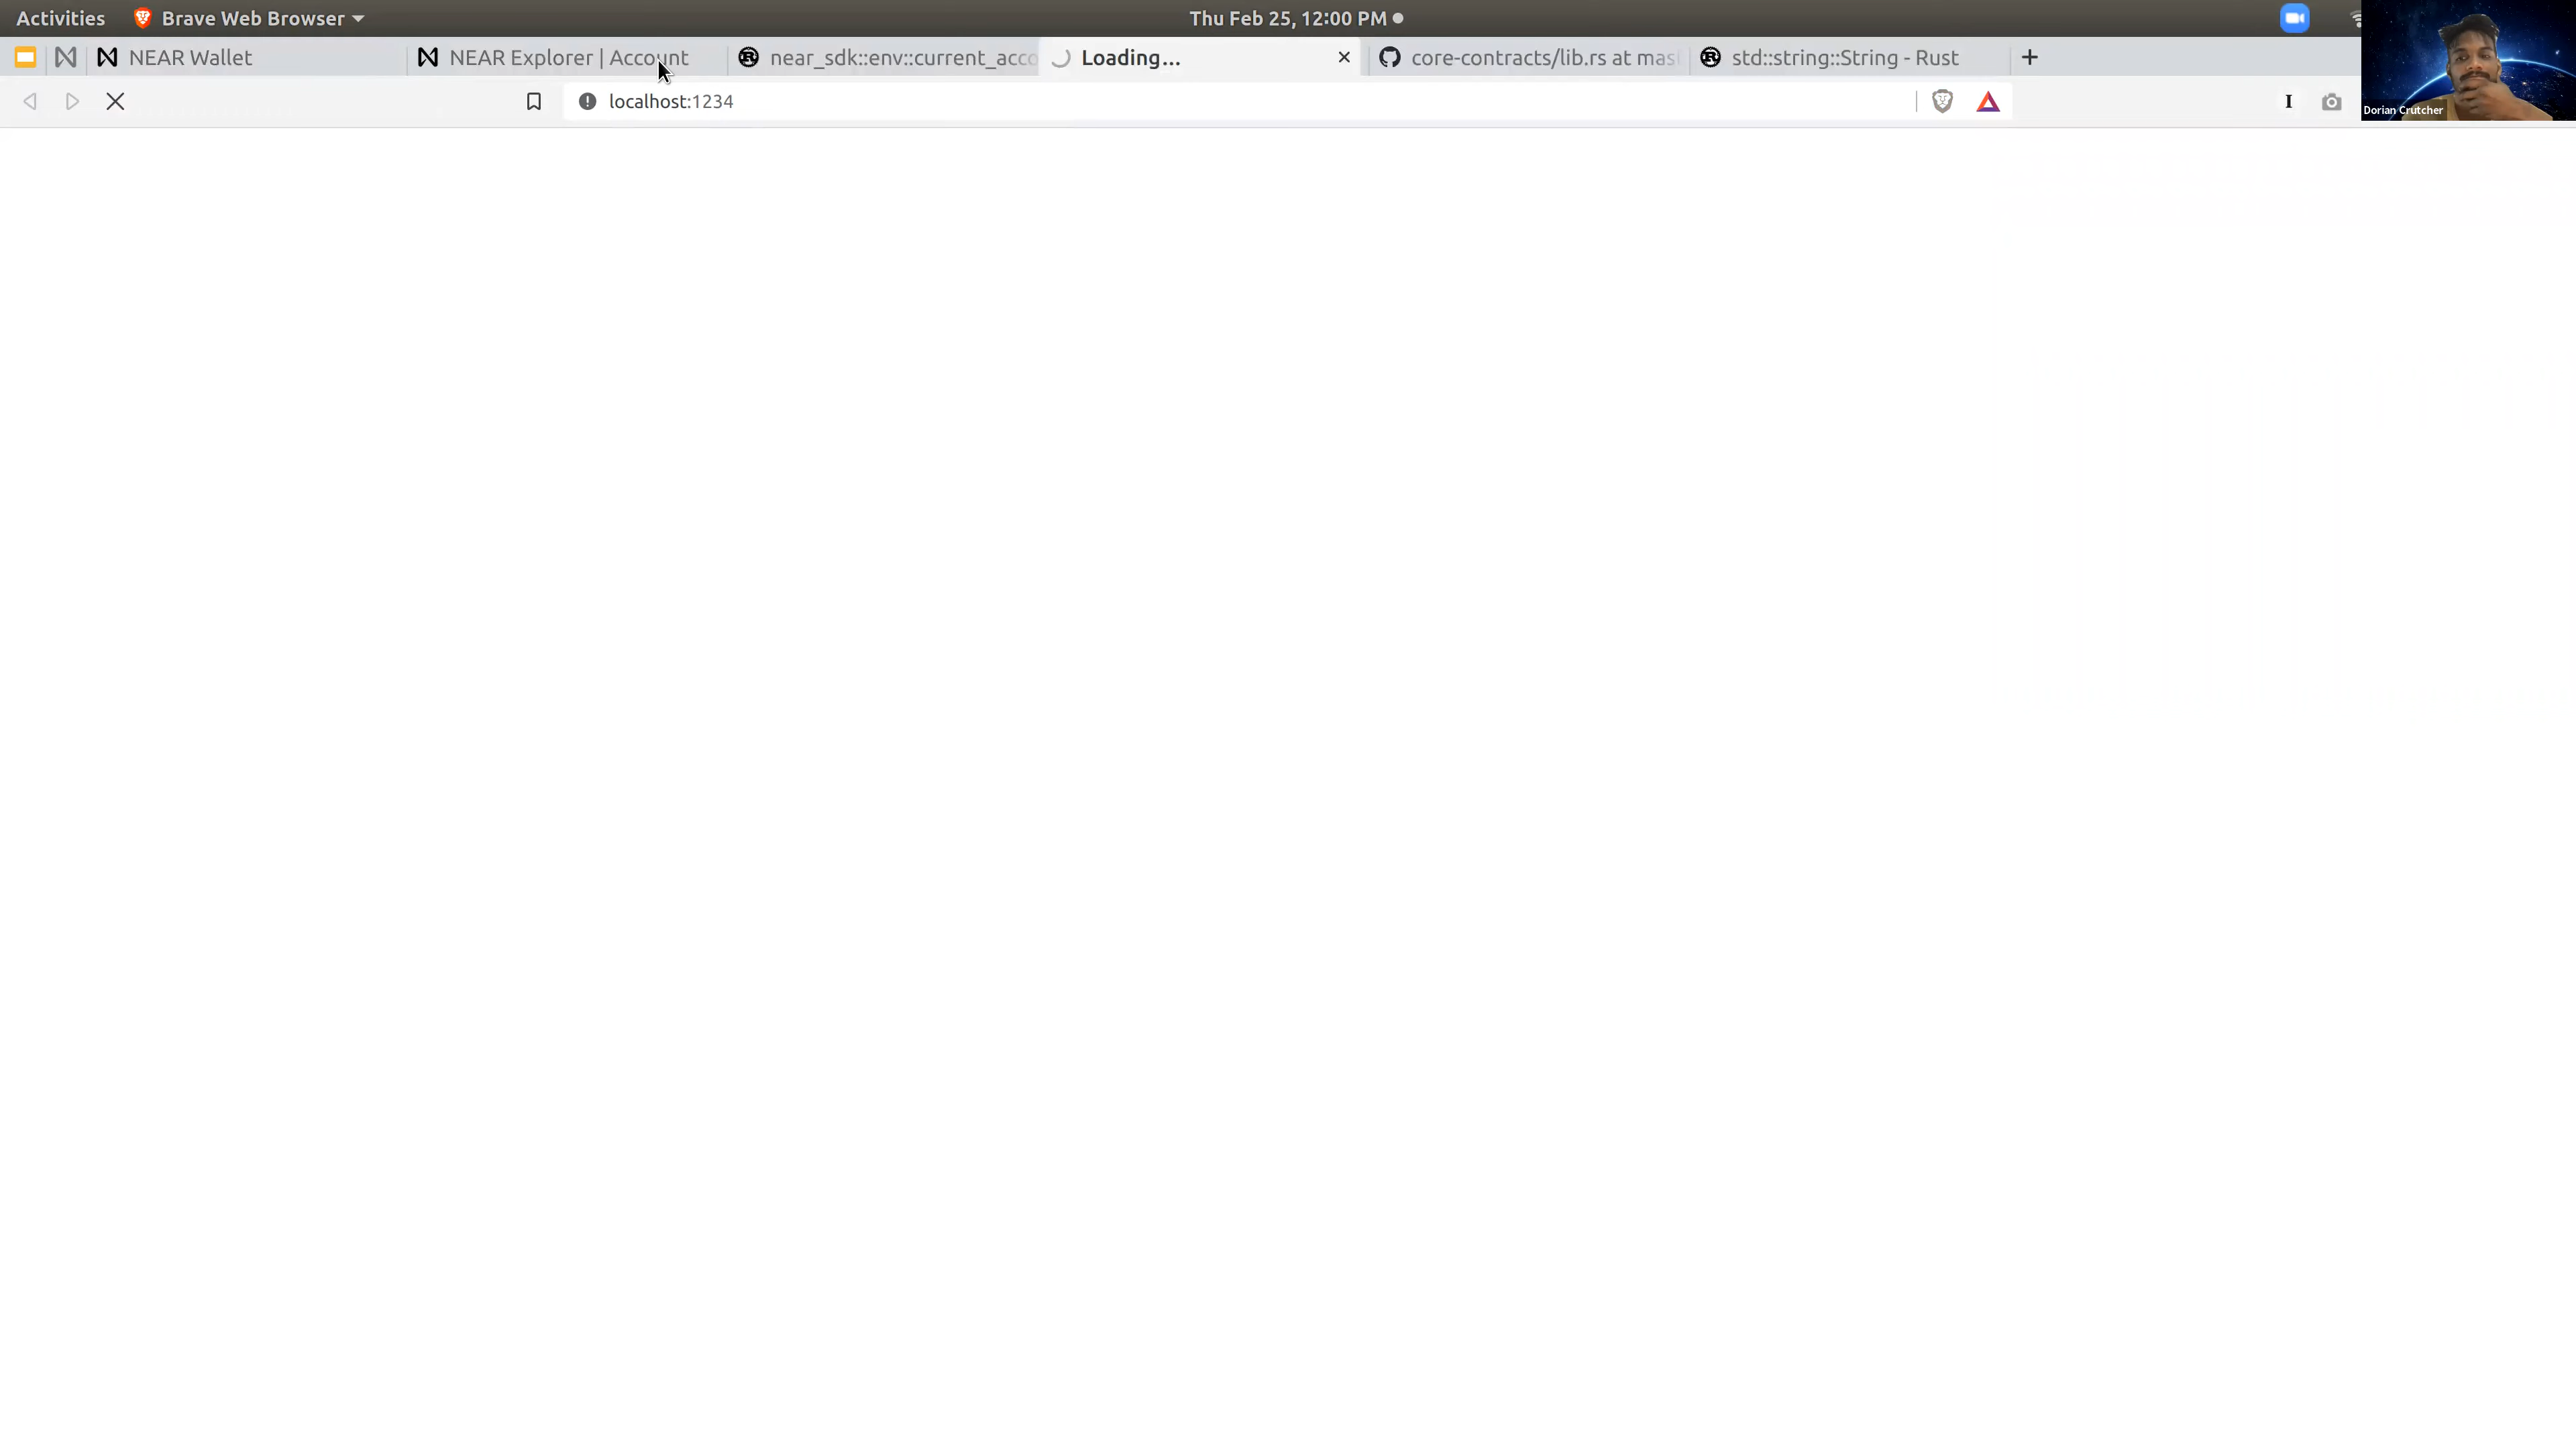 Activities Brave Web Browser Thu Feb 25, 12:00 PM
NEAR Wallet NEAR Explorer | Account near_sdk::env::current_acco Loading... core-contracts/lib.rs at mas std::string::String - Rust
localhost:1234
Dorian Crutcher